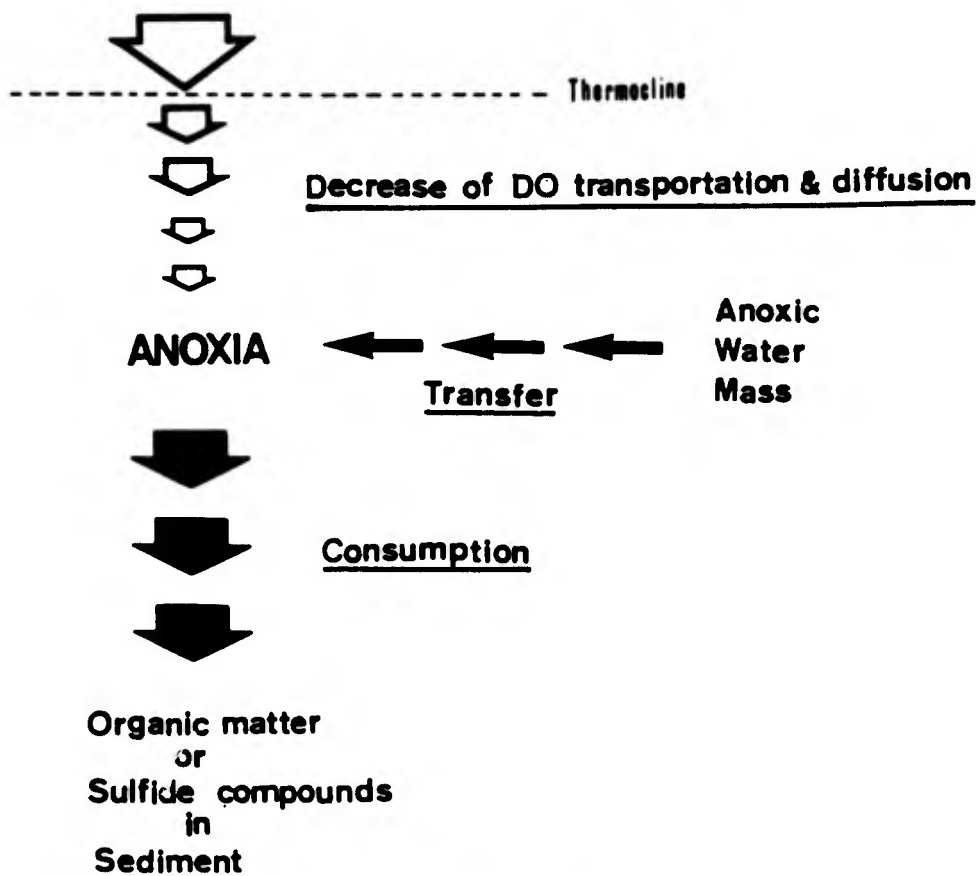 Thermocline
Decrease of DO transportation & diffusion
ANOXIA
Anoxic
Water
Mass
Transfer
Consumption
Organic matter
or
Sulfide compounds
in
Sediment